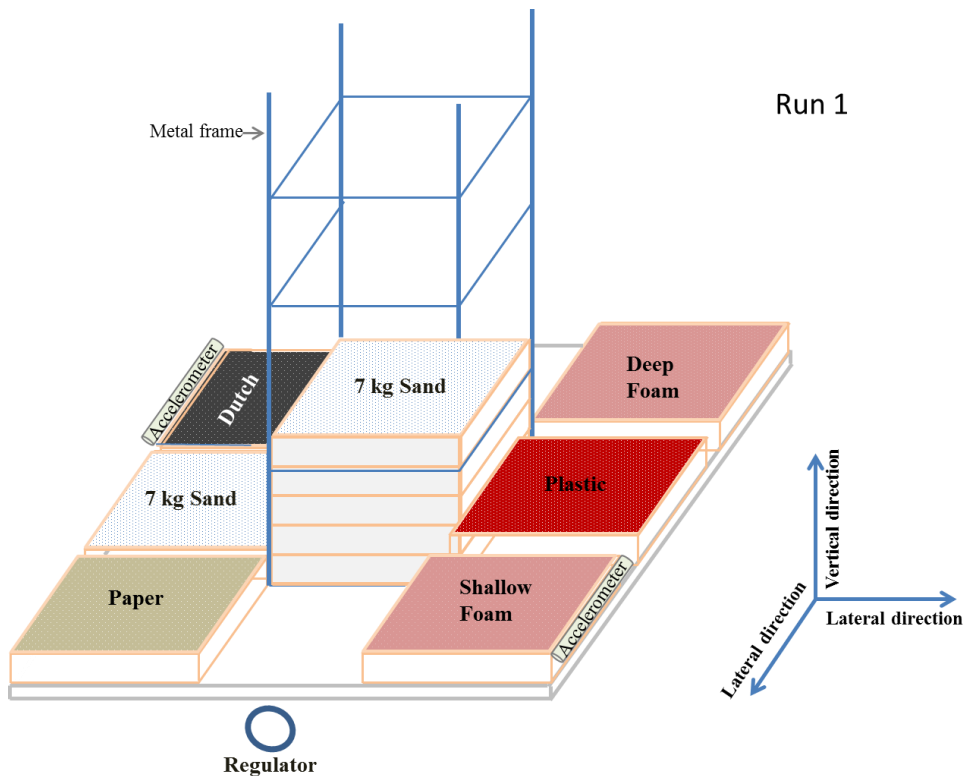 Run 1
Metal frame
Accelerometer
Dutch
7 kg Sand
Deep
Foam
7 kg Sand
Plastic
Paper
Shallow
Foam
Accelerometer
Vertical direction
Lateral direction
Lateral direction
Regulator